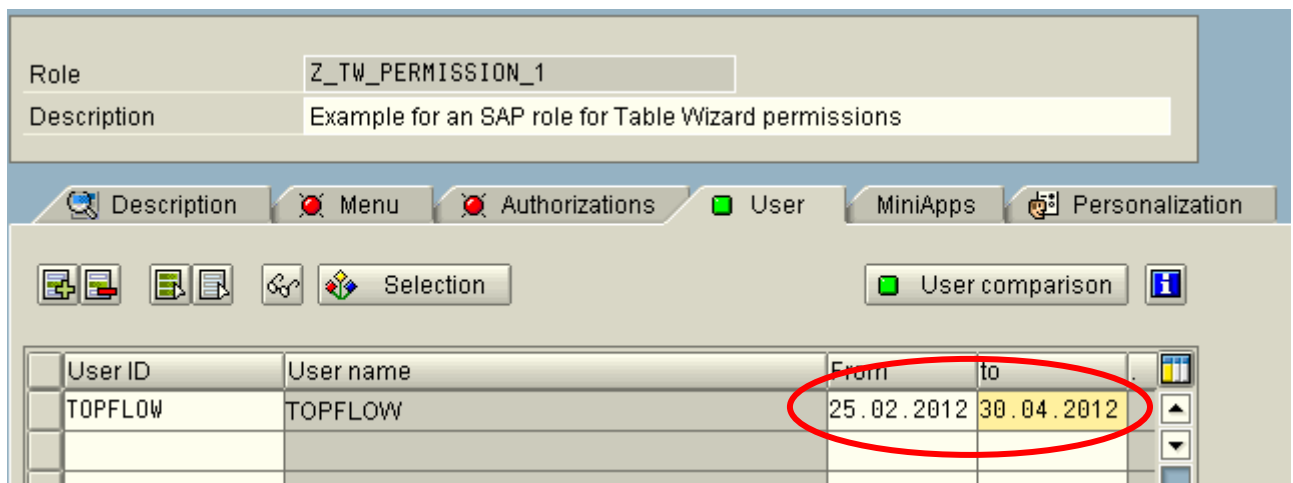 Role Z_TW_PERMISSION_1
Description Example for an SAP role for Table Wizard permissions
Description Menu Authorizations User MiniApps Personalization
Selection User comparison
User ID User name From to .
TOPFLOW TOPFLOW 25.02.2012 30.04.2012